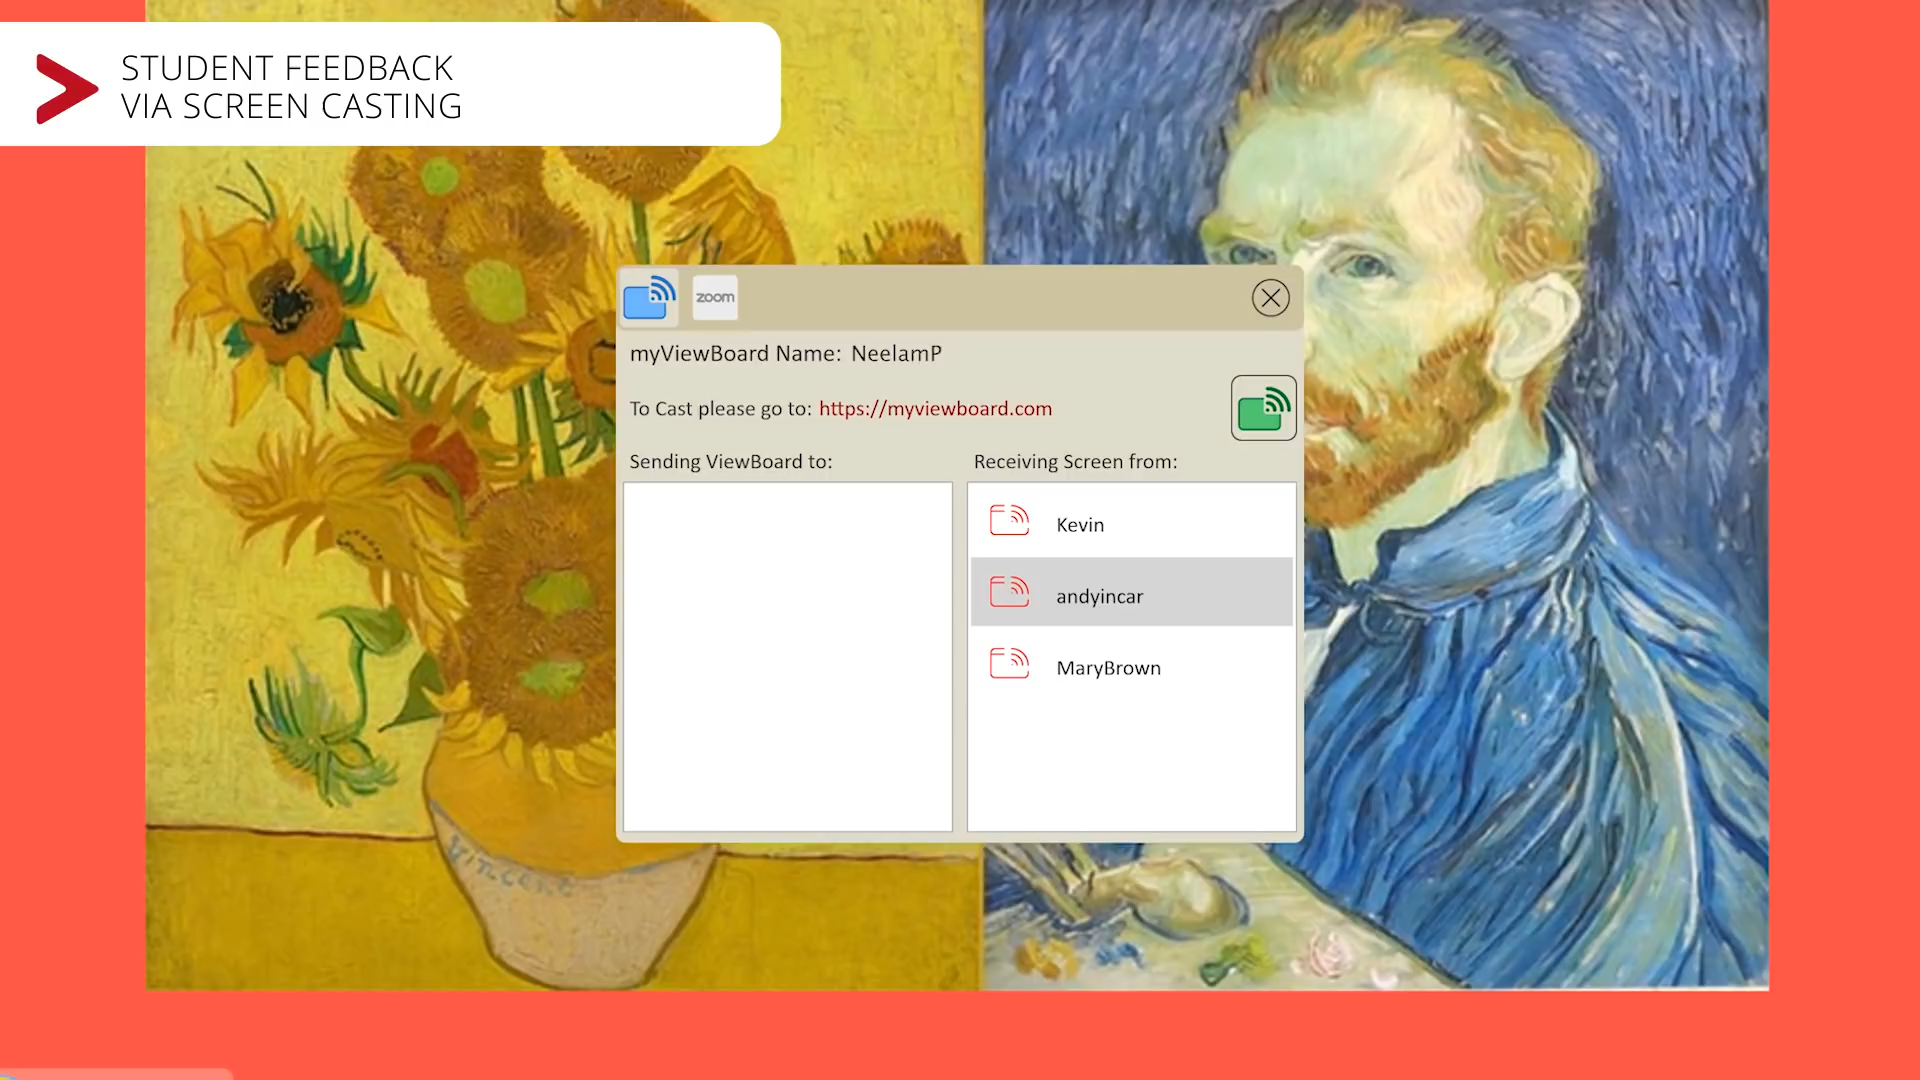 STUDENT FEEDBACK
VIA SCREEN CASTING
zoom
myViewBoard Name: NeelamP
To Cast please go to: https://myviewboard.com
Sending ViewBoard to:
Receiving Screen from:
Kevin
andyincar
MaryBrown
Vincent